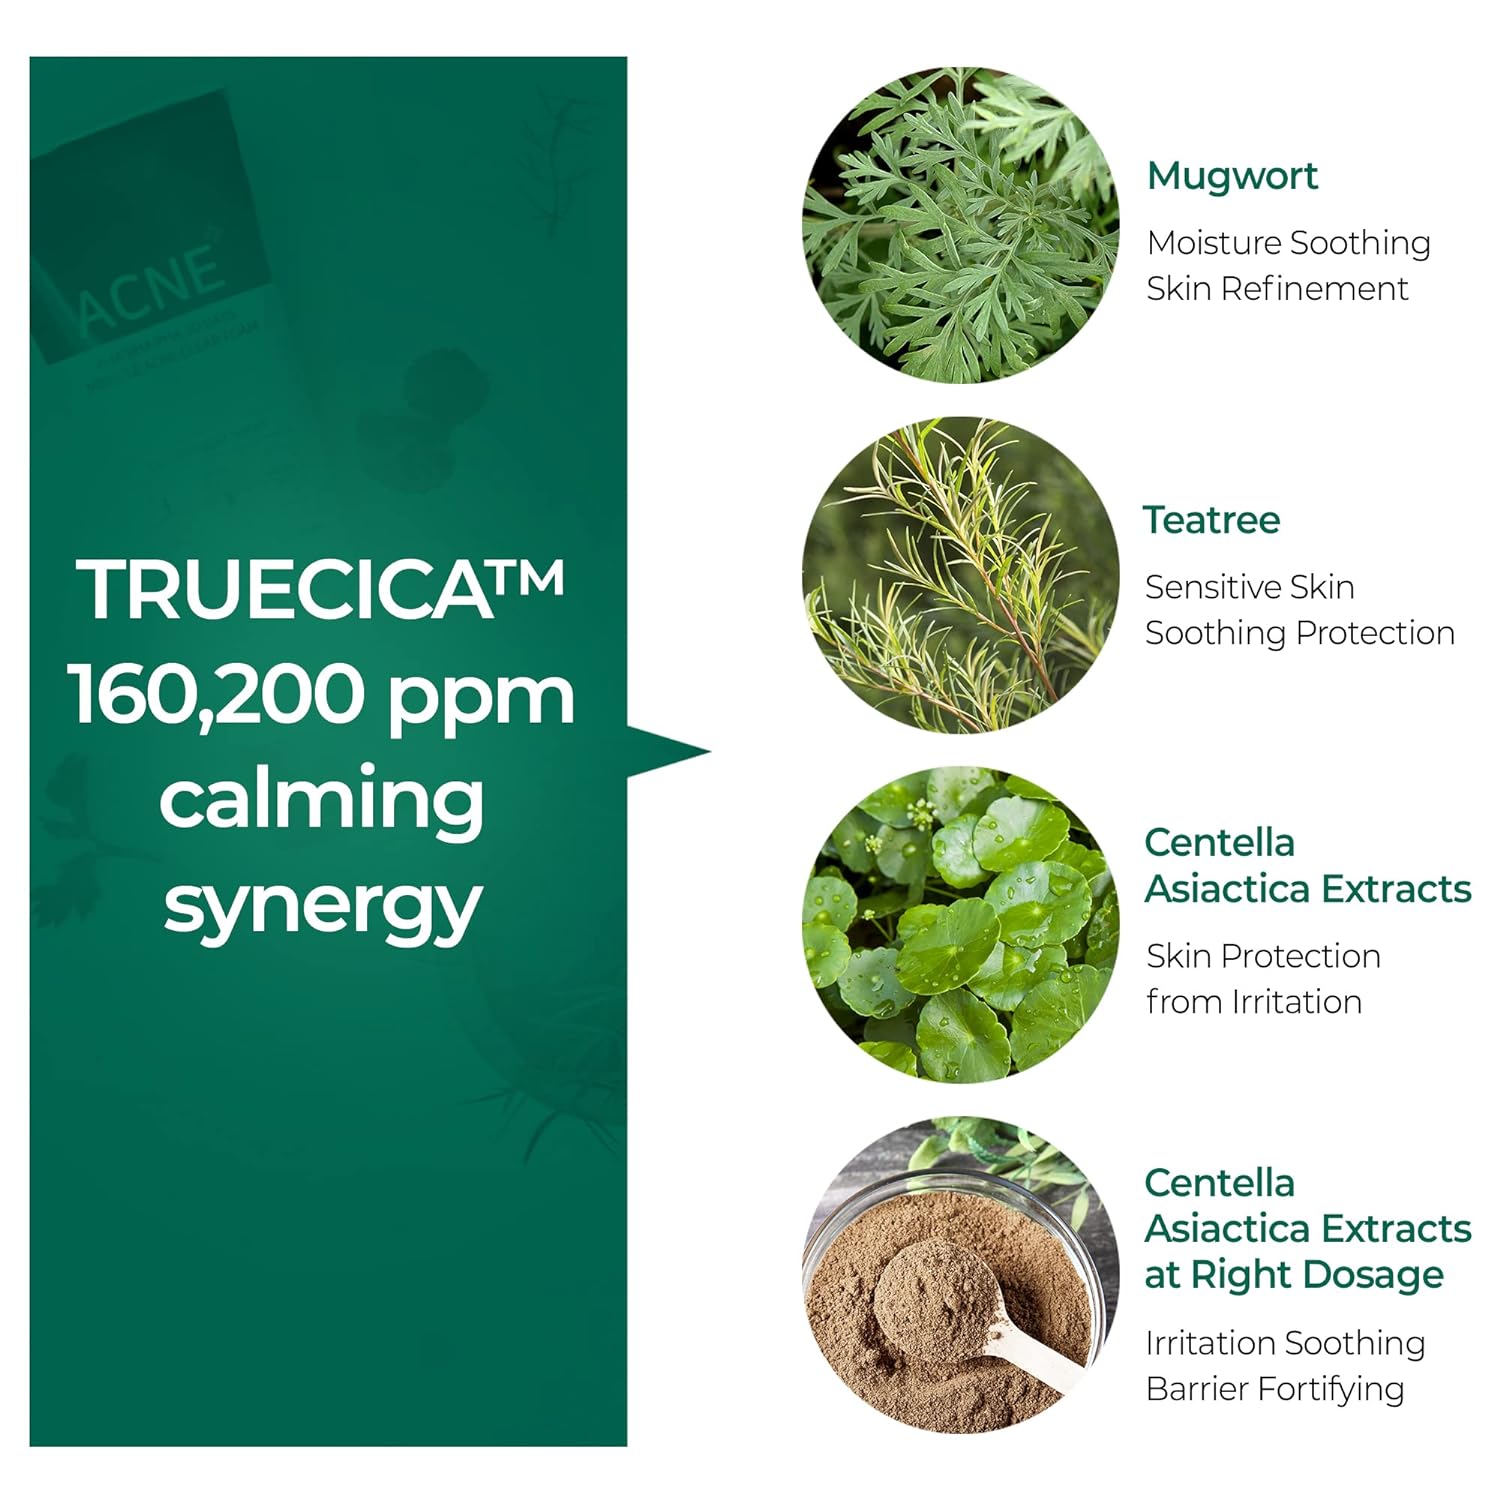 ACNE
TRUECICA™
160,200 ppm
calming
synergy
Mugwort
Moisture Soothing
Skin Refinement
Teatree
Sensitive Skin
Soothing Protection
Centella
Asiactica Extracts
Skin Protection
from Irritation
Centella
Asiactica Extracts
at Right Dosage
Irritation Soothing
Barrier Fortifying